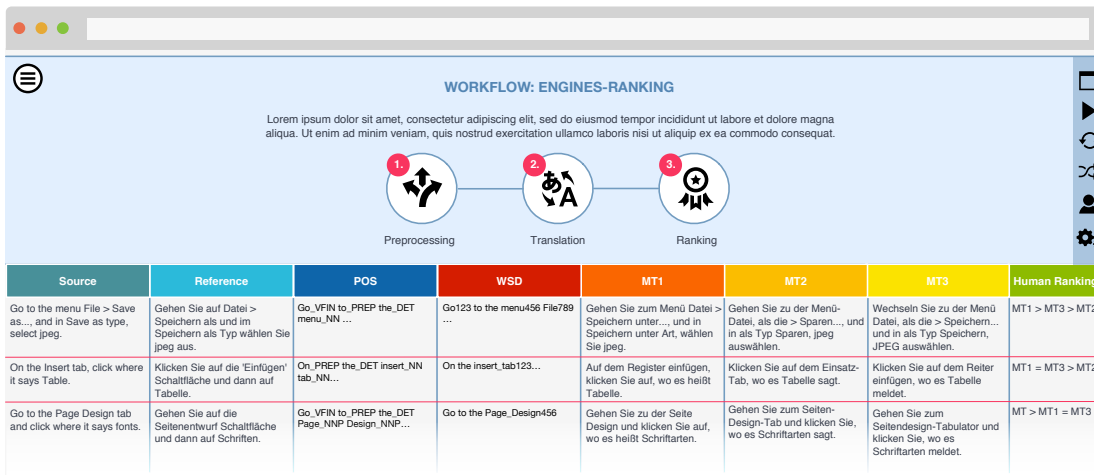 WORKFLOW: ENGINES-RANKING
Lorem ipsum dolor sit amet, consectetur adipiscing elit, sed do eiusmod tempor incididunt ut labore et dolore magna
aliqua. Ut enim ad minim veniam, quis nostrud exercitation ullamco laboris nisi ut aliquip ex ea commodo consequat.
1. 2. 3.
あ A
Preprocessing Translation Ranking
Source Reference POS WSD MT1 MT2 MT3 Human Ranking
Go to the menu File > Save
as..., and in Save as type,
select jpeg.
Gehen Sie auf Datei >
Speichern als und im
Speichern als Typ wählen Sie
jpeg aus.
Go_VFIN to_PREP the_DET
menu_NN ...
Go123 to the menu456 File789
...
Gehen Sie zum Menü Datei >
Speichern unter..., und in
Speichern unter Art, wählen
Sie jpeg.
Gehen Sie zu der Menü-
Datei, als die > Sparen..., und
in als Typ Sparen, jpeg
auswählen.
Wechseln Sie zu der Menü
Datei, als die > Speichern...
und in als Typ Speichern,
JPEG auswählen.
MT1 > MT3 > MT2
On the Insert tab, click where
it says Table.
Klicken Sie auf die 'Einfügen'
Schaltfläche und dann auf
Tabelle.
On_PREP the_DET insert_NN
tab_NN...
On the insert_tab123...
Auf dem Register einfügen,
klicken Sie auf, wo es heißt
Tabelle.
Klicken Sie auf dem Einsatz-
Tab, wo es Tabelle sagt.
Klicken Sie auf dem Reiter
einfügen, wo es Tabelle
meldet.
MT1 = MT3 > MT2
Go to the Page Design tab
and click where it says fonts.
Gehen Sie auf die
Seitenentwurf Schaltfläche
und dann auf Schriften.
Go_VFIN to_PREP the_DET
Page_NNP Design_NNP...
Go to the Page_Design456
Gehen Sie zu der Seite
Design und klicken Sie auf,
wo es heißt Schriftarten.
Gehen Sie zum Seiten-
Design-Tab und klicken Sie,
wo es Schriftarten sagt.
Gehen Sie zum
Seitendesign-Tabulator und
klicken Sie, wo es
Schriftarten meldet.
MT > MT1 = MT3